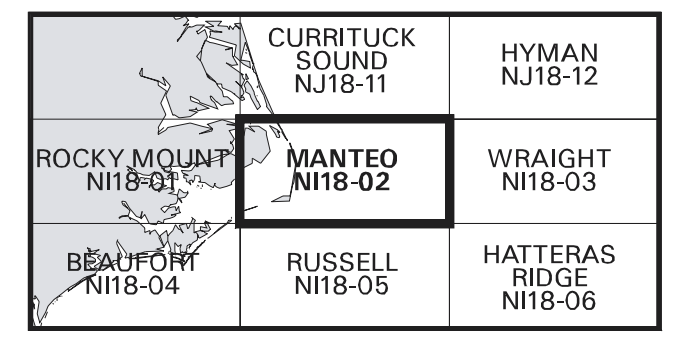 CURRITUCK
SOUND
NJ18-11
HYMAN
NJ18-12
ROCKY MOUNT
NI18-01
MANTEO
NI18-02
WRAIGHT
NI18-03
BEAUFORT
NI18-04
RUSSELL
NI18-05
HATTERAS
RIDGE
NI18-06